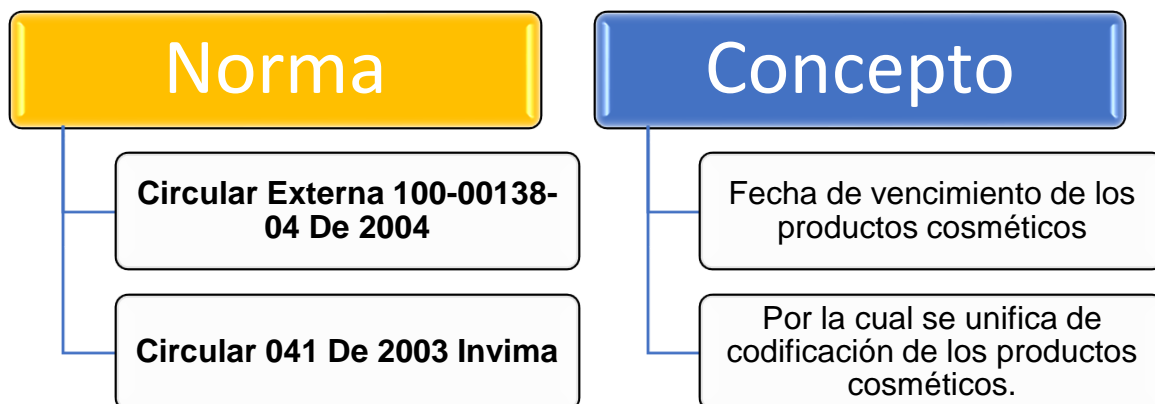 Norma
Circular Externa 100-00138-
04 De 2004
Circular 041 De 2003 Invima
Concepto
Fecha de vencimiento de los
productos cosméticos
Por la cual se unifica de
codificación de los productos
cosméticos.